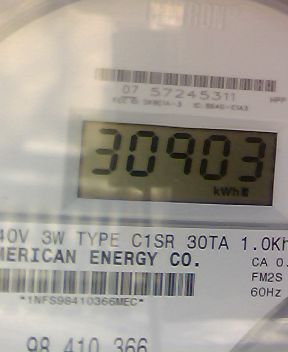 07 57245311
30903
kWh
40V 3W TYPE C1SR 30TA 1.0Kh
MERICAN ENERGY CO.
CA 0.
FM2S
60Hz
*1NFS98410366MEC*
98 410 366